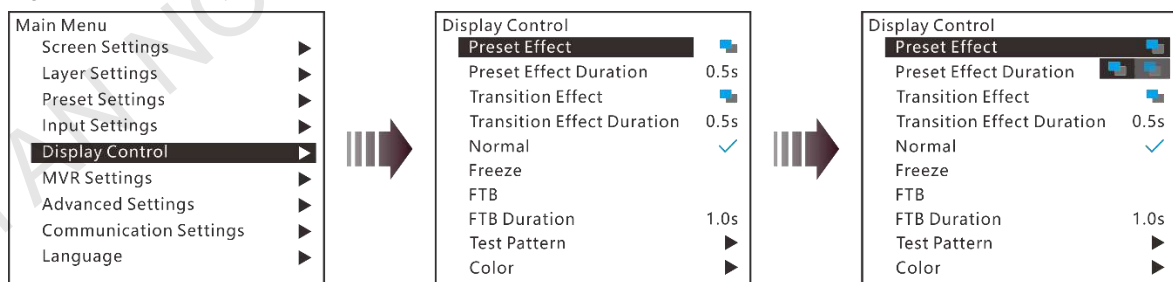 Main Menu
Screen Settings
Layer Settings
Preset Settings
Input Settings
Display Control
MVR Settings
Advanced Settings
Communication Settings
Language
Display Control
Preset Effect
Preset Effect Duration 0.5s
Transition Effect
Transition Effect Duration 0.5s
Normal
Freeze
FTB
FTB Duration 1.0s
Test Pattern
Color
Display Control
Preset Effect
Preset Effect Duration
Transition Effect
Transition Effect Duration 0.5s
Normal
Freeze
FTB
FTB Duration 1.0s
Test Pattern
Color